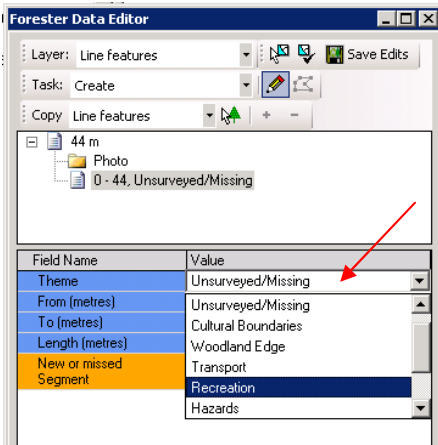 Forester Data Editor
Layer: Line features Save Edits
Task: Create
Copy Line features + -
44 m
Photo
0 - 44, Unsurveyed/Missing
Field Name Value
Theme Unsurveyed/Missing
From (metres) Unsurveyed/Missing
To (metres) Cultural Boundaries
Length (metres) Woodland Edge
New or missed Transport
Segment Recreation
Hazards